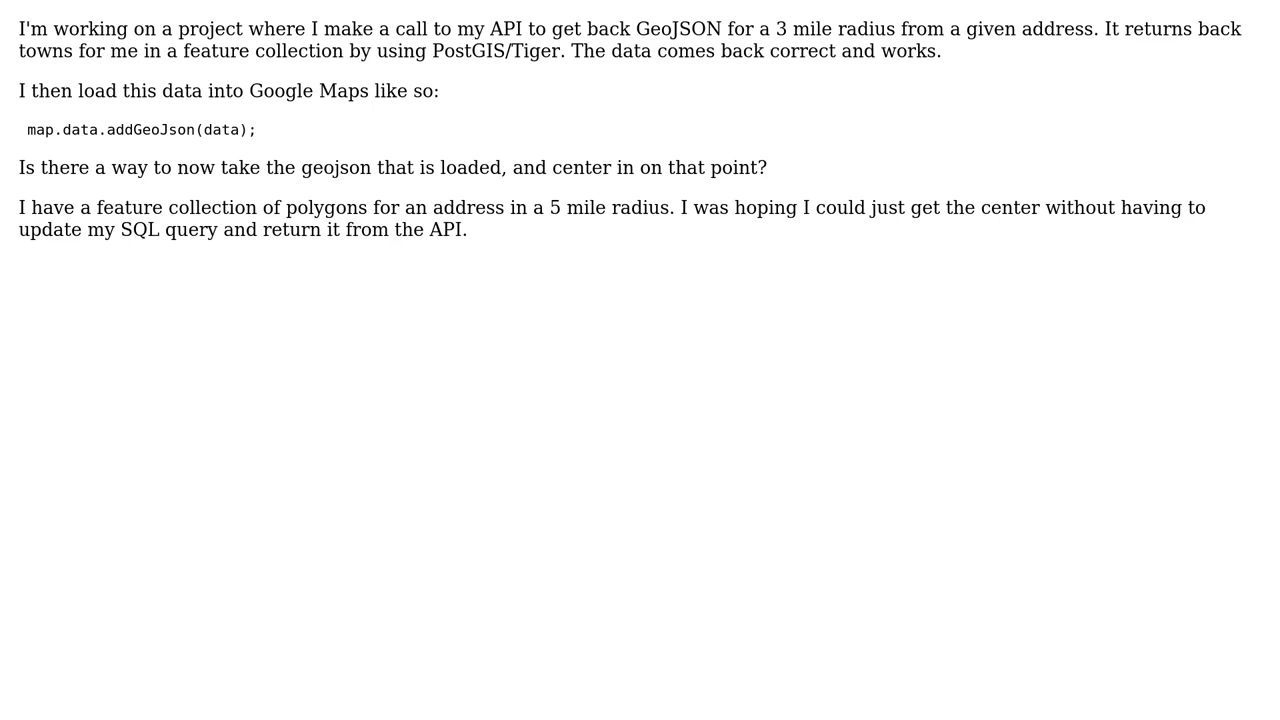 I'm working on a project where I make a call to my API to get back GeoJSON for a 3 mile radius from a given address. It returns back
towns for me in a feature collection by using PostGIS/Tiger. The data comes back correct and works.
I then load this data into Google Maps like so:
map.data.addGeoJson(data);
Is there a way to now take the geojson that is loaded, and center in on that point?
I have a feature collection of polygons for an address in a 5 mile radius. I was hoping I could just get the center without having to
update my SQL query and return it from the API.